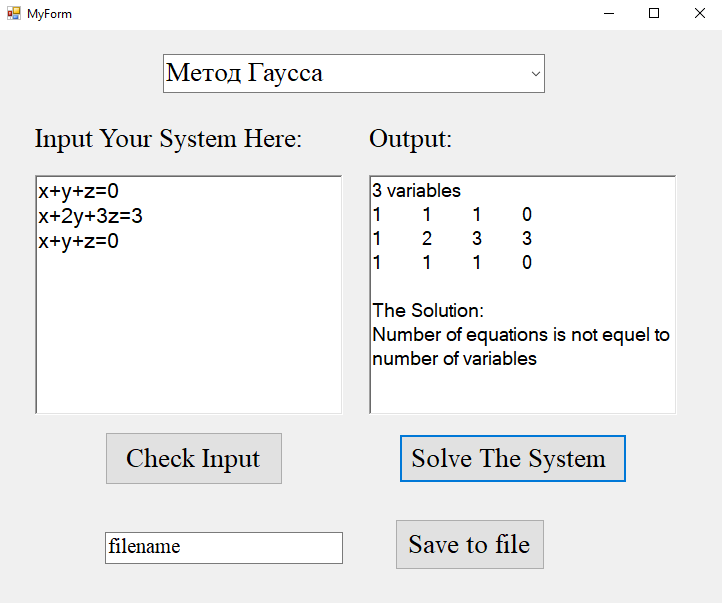 MyForm
Метод Гаусса
Input Your System Here:
Output:
x+y+z=0
x+2y+3z=3
x+y+z=0
3 variables
1 1 1 0
1 2 3 3
1 1 1 0
The Solution:
Number of equations is not equel to
number of variables
Check Input
Solve The System
filename
Save to file